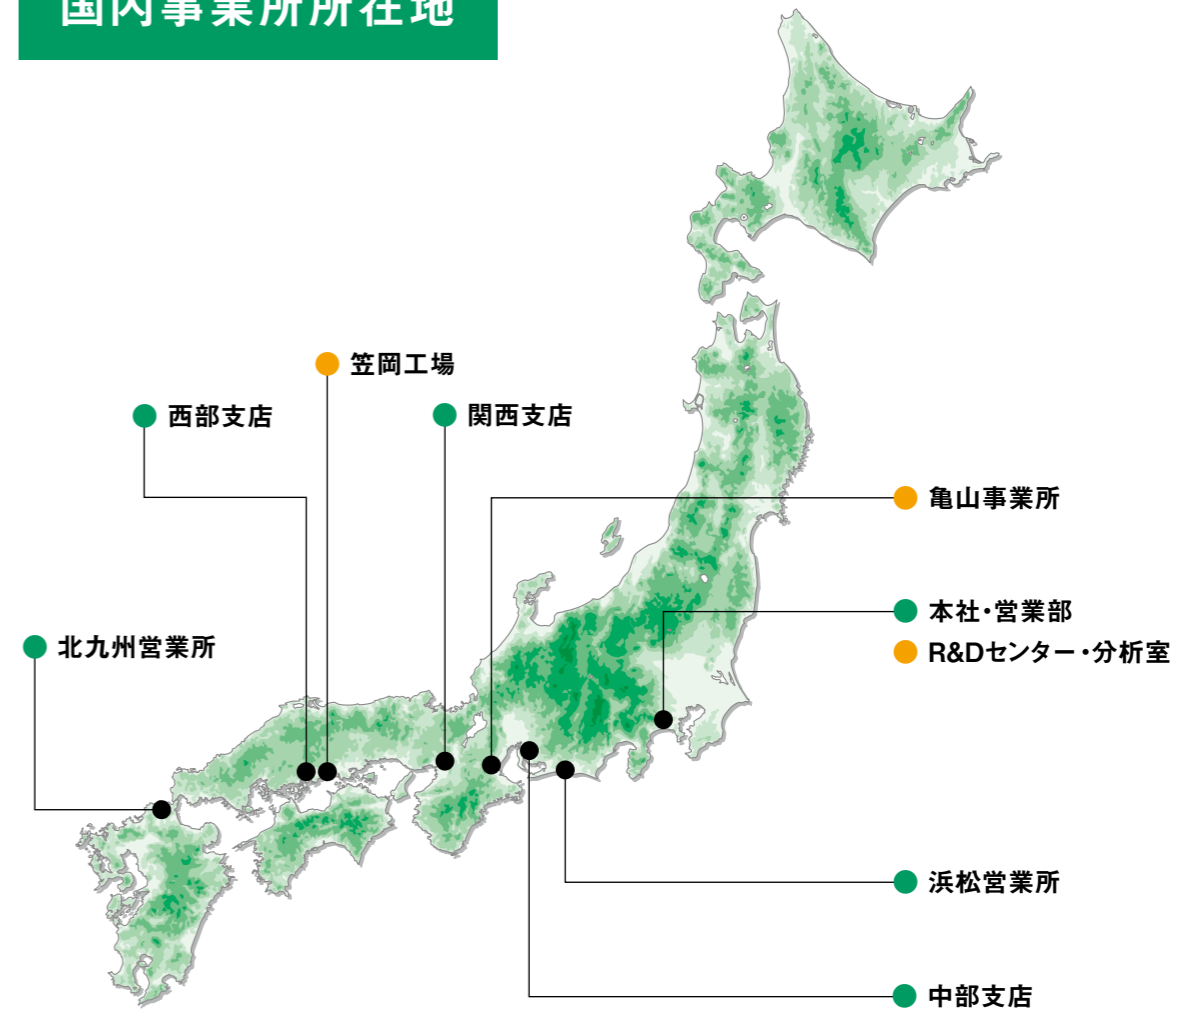 国内事業所所在地
笠岡工場
西部支店
関西支店
亀山事業所
本社・営業部
R&Dセンター・分析室
北九州営業所
浜松営業所
中部支店